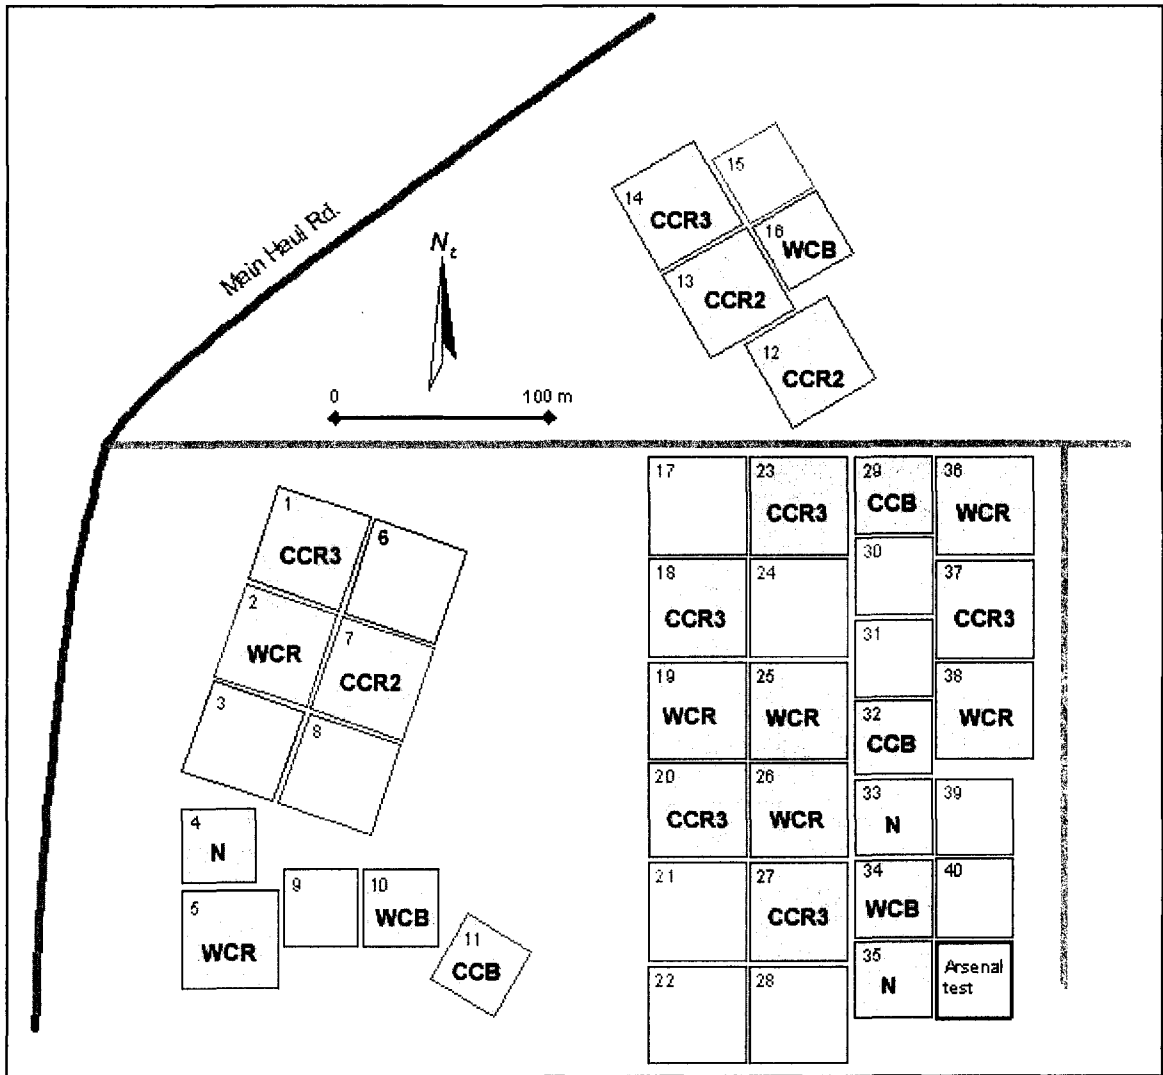 Main Haul Rd.
Nt
0 100 m
14
CCR3
15
16
WCB
13
CCR2
12
CCR2
1
CCR3
6
2
WCR
7
CCR2
3
8
4
N
5
WCR
9
10
WCB
11
CCB
17
23
CCR3
29
CCB
36
WCR
18
CCR3
24
30
37
CCR3
31
19
WCR
25
WCR
32
CCB
38
WCR
20
CCR3
26
WCR
33
N
39
21
27
CCR3
34
WCB
40
22
28
35
N
Arsenal
test